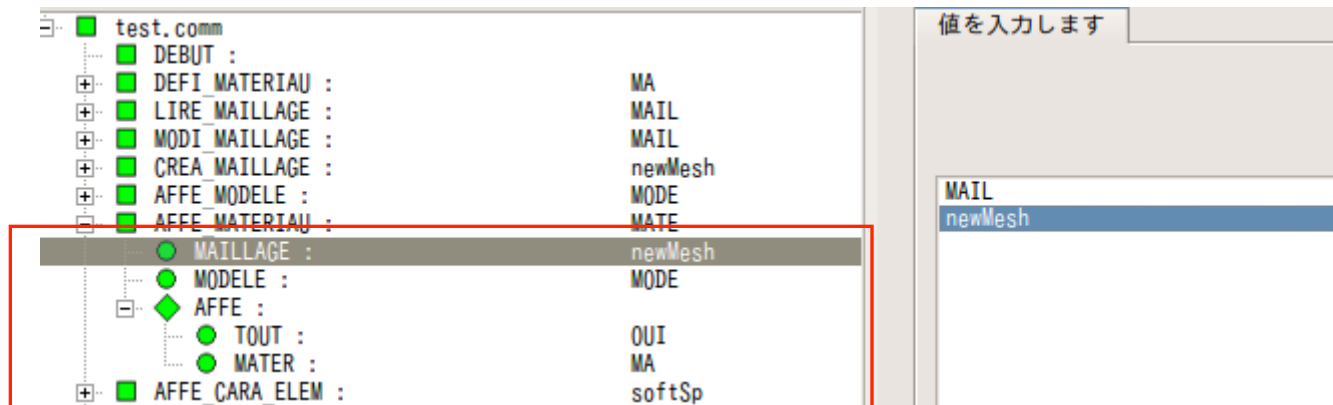 test.comm
DEBUT :
DEFI_MATERIAU : MA
LIRE_MAILLAGE : MAIL
MODI_MAILLAGE : MAIL
CREA_MAILLAGE : newMesh
AFFE_MODELE : MODE
AFFE_MATERIAU : MATE
MAILLAGE : newMesh
MODELE : MODE
AFFE :
TOUT : OUI
MATER : MA
AFFE_CARA_ELEM : softSp
値を入力します
MAIL
newMesh